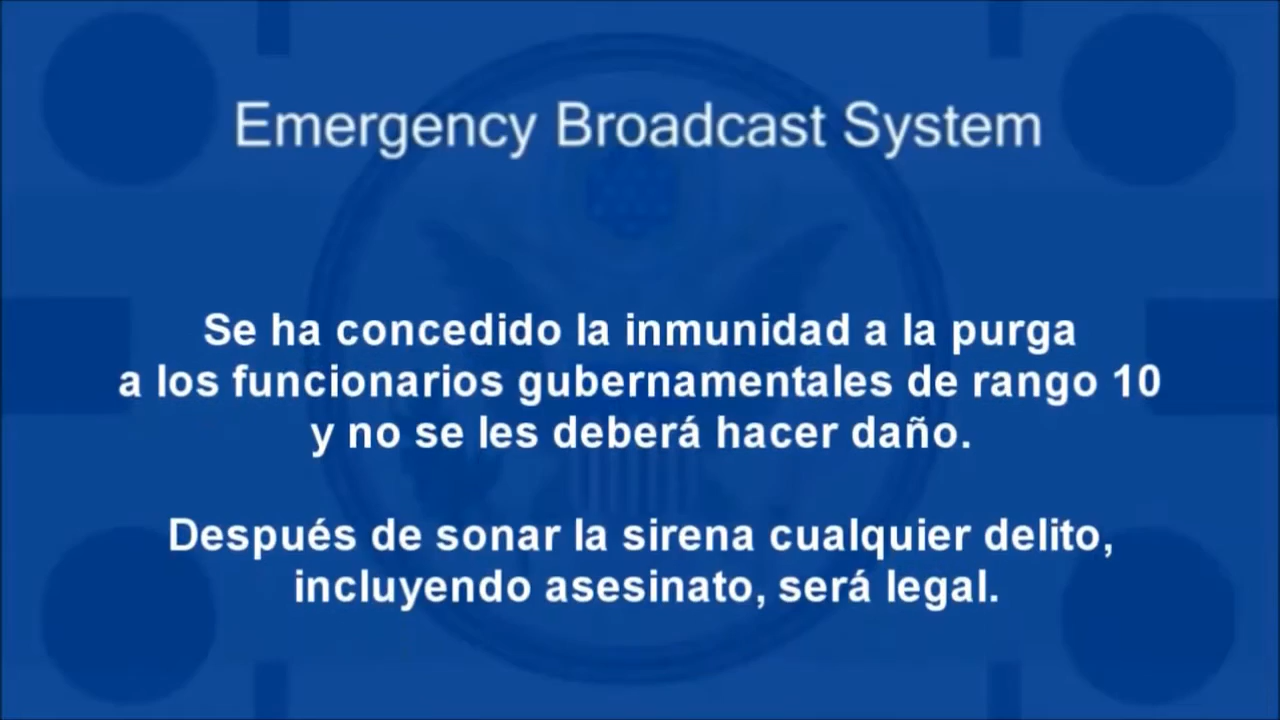 Emergency Broadcast System
Se ha concedido la inmunidad a la purga
a los funcionarios gubernamentales de rango 10
y no se les deberá hacer daño.
Después de sonar la sirena cualquier delito,
incluyendo asesinato, será legal.